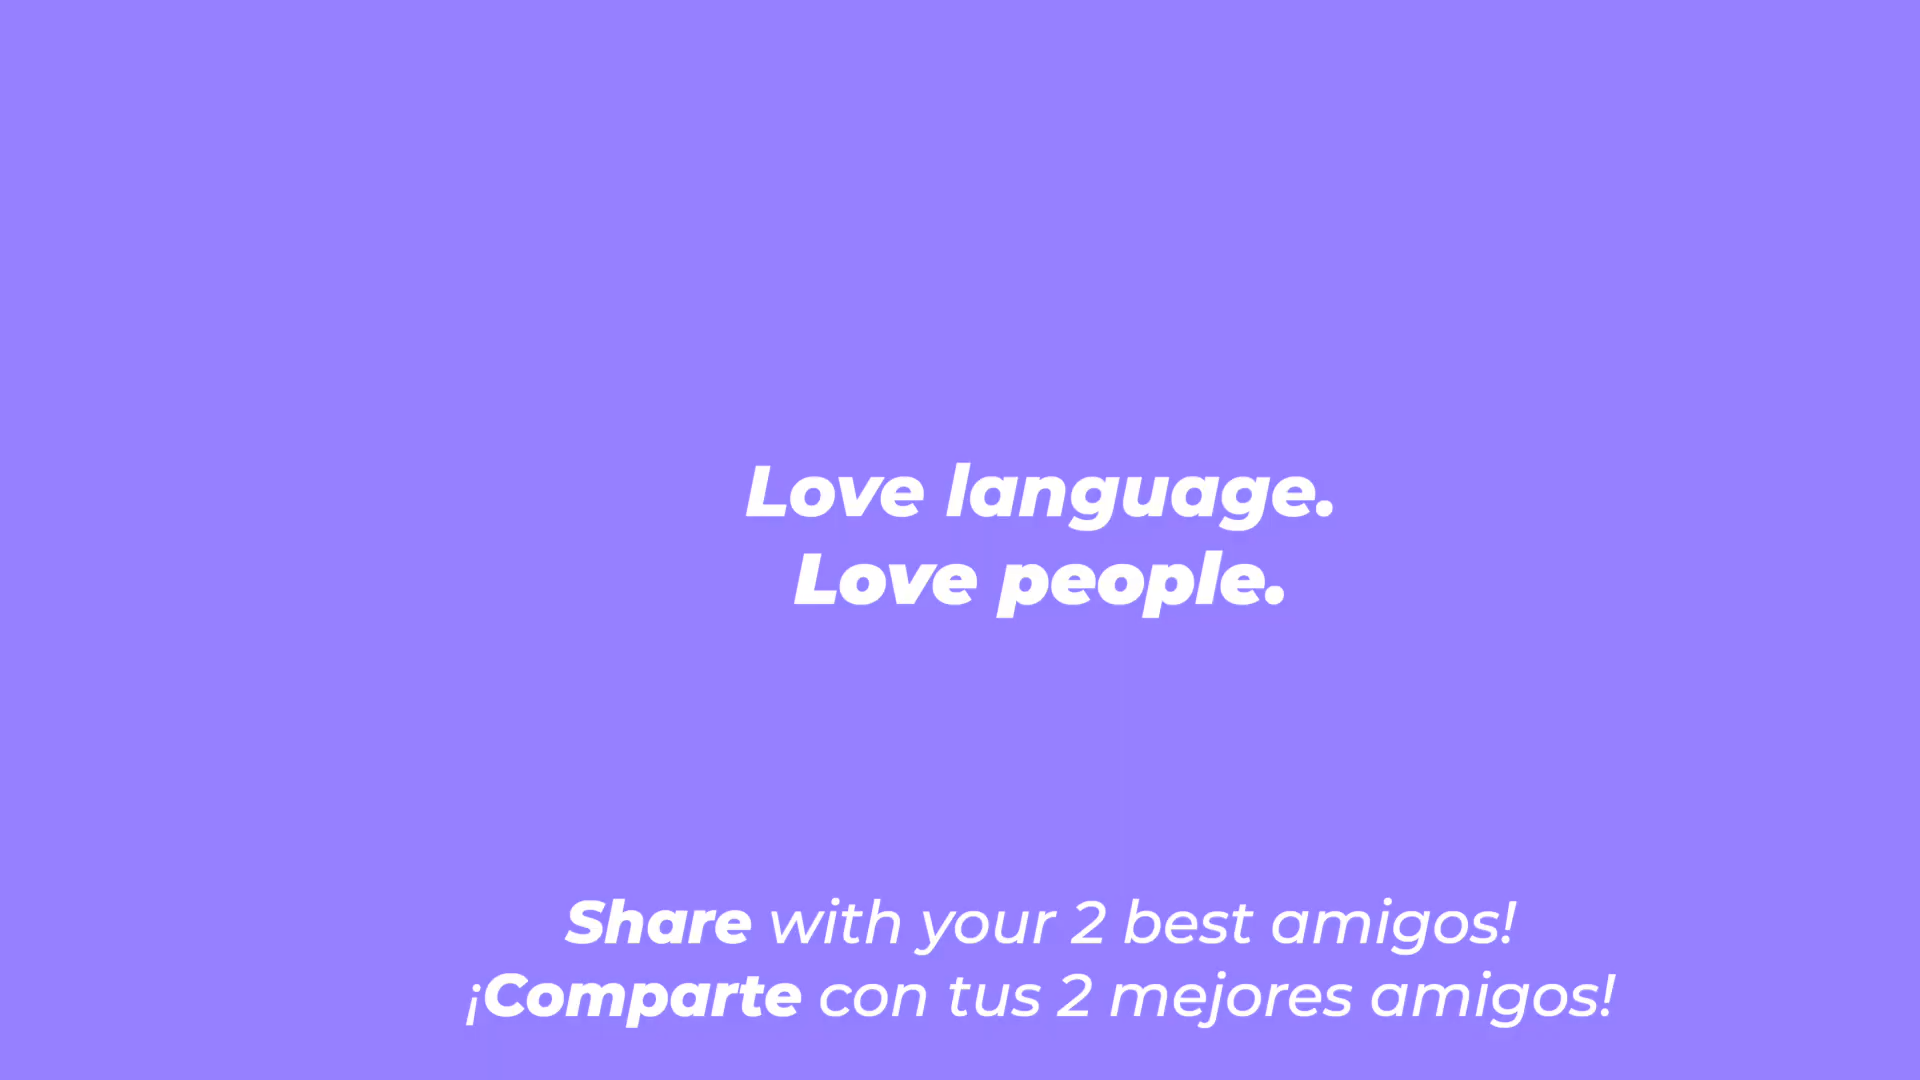 Love language.
Love people.
Share with your 2 best amigos!
¡Comparte con tus 2 mejores amigos!